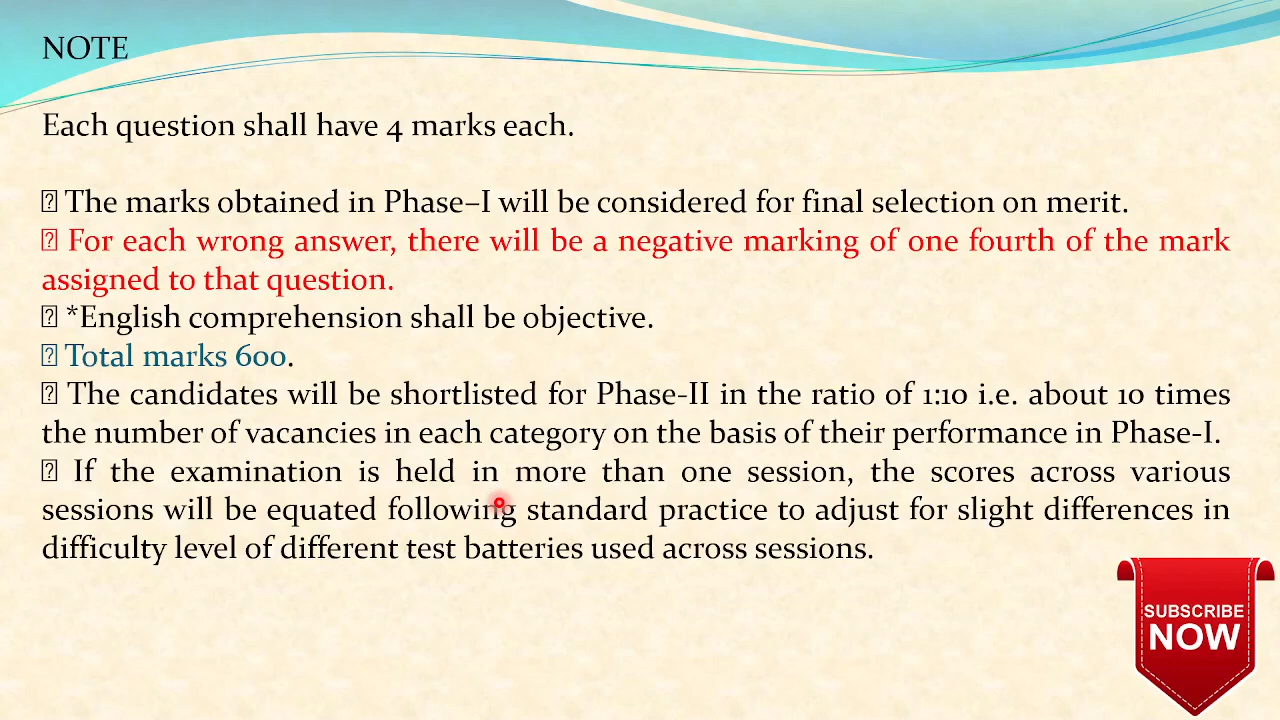 NOTE
Each question shall have 4 marks each.
The marks obtained in Phase–I will be considered for final selection on merit.
For each wrong answer, there will be a negative marking of one fourth of the mark
assigned to that question.
*English comprehension shall be objective.
Total marks 600.
The candidates will be shortlisted for Phase-II in the ratio of 1:10 i.e. about 10 times
the number of vacancies in each category on the basis of their performance in Phase-I.
If the examination is held in more than one session, the scores across various
sessions will be equated following standard practice to adjust for slight differences in
difficulty level of different test batteries used across sessions.
SUBSCRIBE
NOW